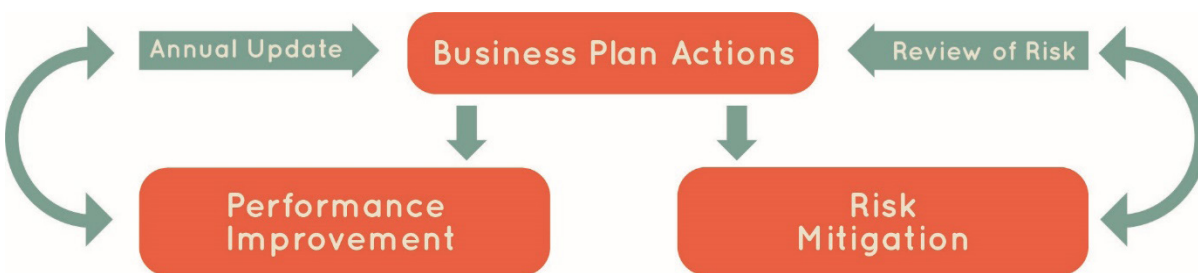 Annual Update
Business Plan Actions
Review of Risk
Performance
Improvement
Risk
Mitigation